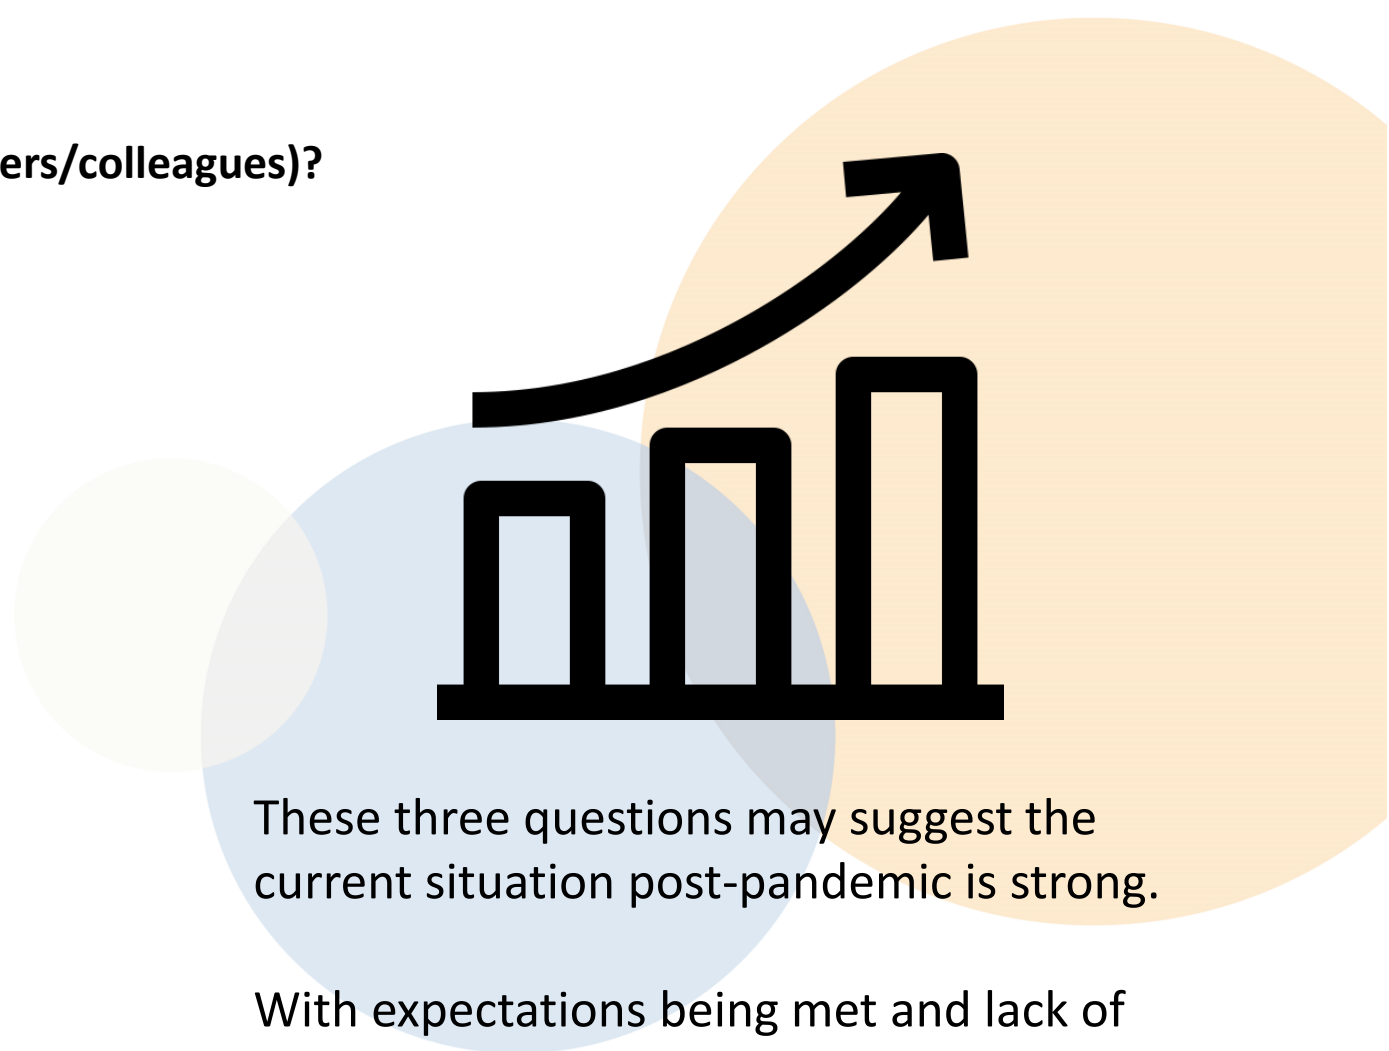 ers/colleagues)?
These three questions may suggest the
current situation post-pandemic is strong.
With expectations being met and lack of